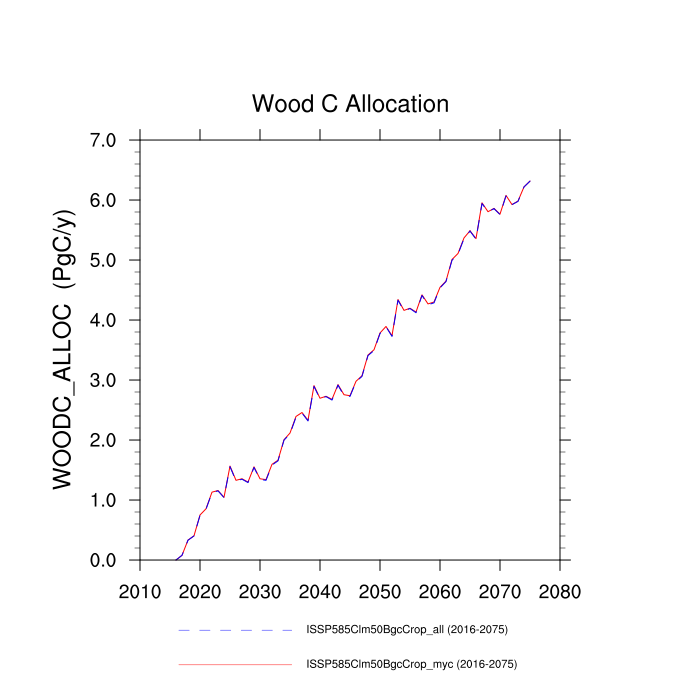 Wood C Allocation
WOODC_ALLOC (PgC/y)
7.0
6.0
5.0
4.0
3.0
2.0
1.0
0.0
2010 2020 2030 2040 2050 2060 2070 2080
ISSP585Clm50BgcCrop_all (2016-2075)
ISSP585Clm50BgcCrop_myc (2016-2075)